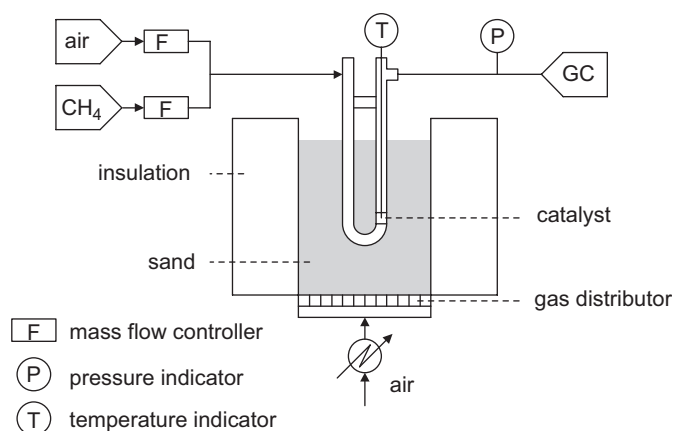 air
F
T
P
GC
CH₄
F
insulation
catalyst
sand
gas distributor
F mass flow controller
P pressure indicator
air
T temperature indicator